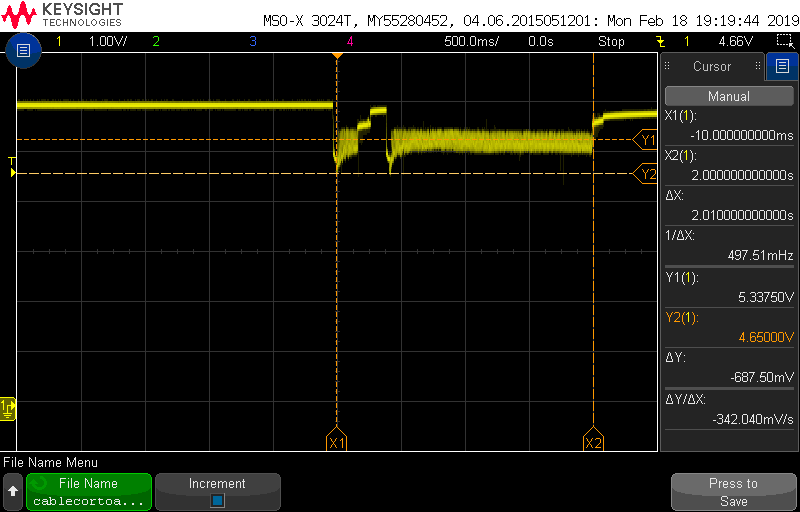 KEYSIGHT
TECHNOLOGIES
MSO-X 3024T, MY55280452, 04.06.2015051201: Mon Feb 18 19:19:44 2019
1 1.00V/ 2 3 4 500.0ms/ 0.0s Stop 1 4.66V
Cursor
Manual
X1(1):
-10.000000000ms
X2(1):
2.000000000000s
ΔX:
2.010000000000s
1/ΔX:
497.51mHz
Y1(1):
5.33750V
Y2(1):
4.65000V
ΔY:
-687.50mV
ΔY/ΔX:
-342.040mV/s
T
Y1
Y2
1
X1
X2
File Name Menu
File Name
cablecortoa...
Increment
Press to
Save